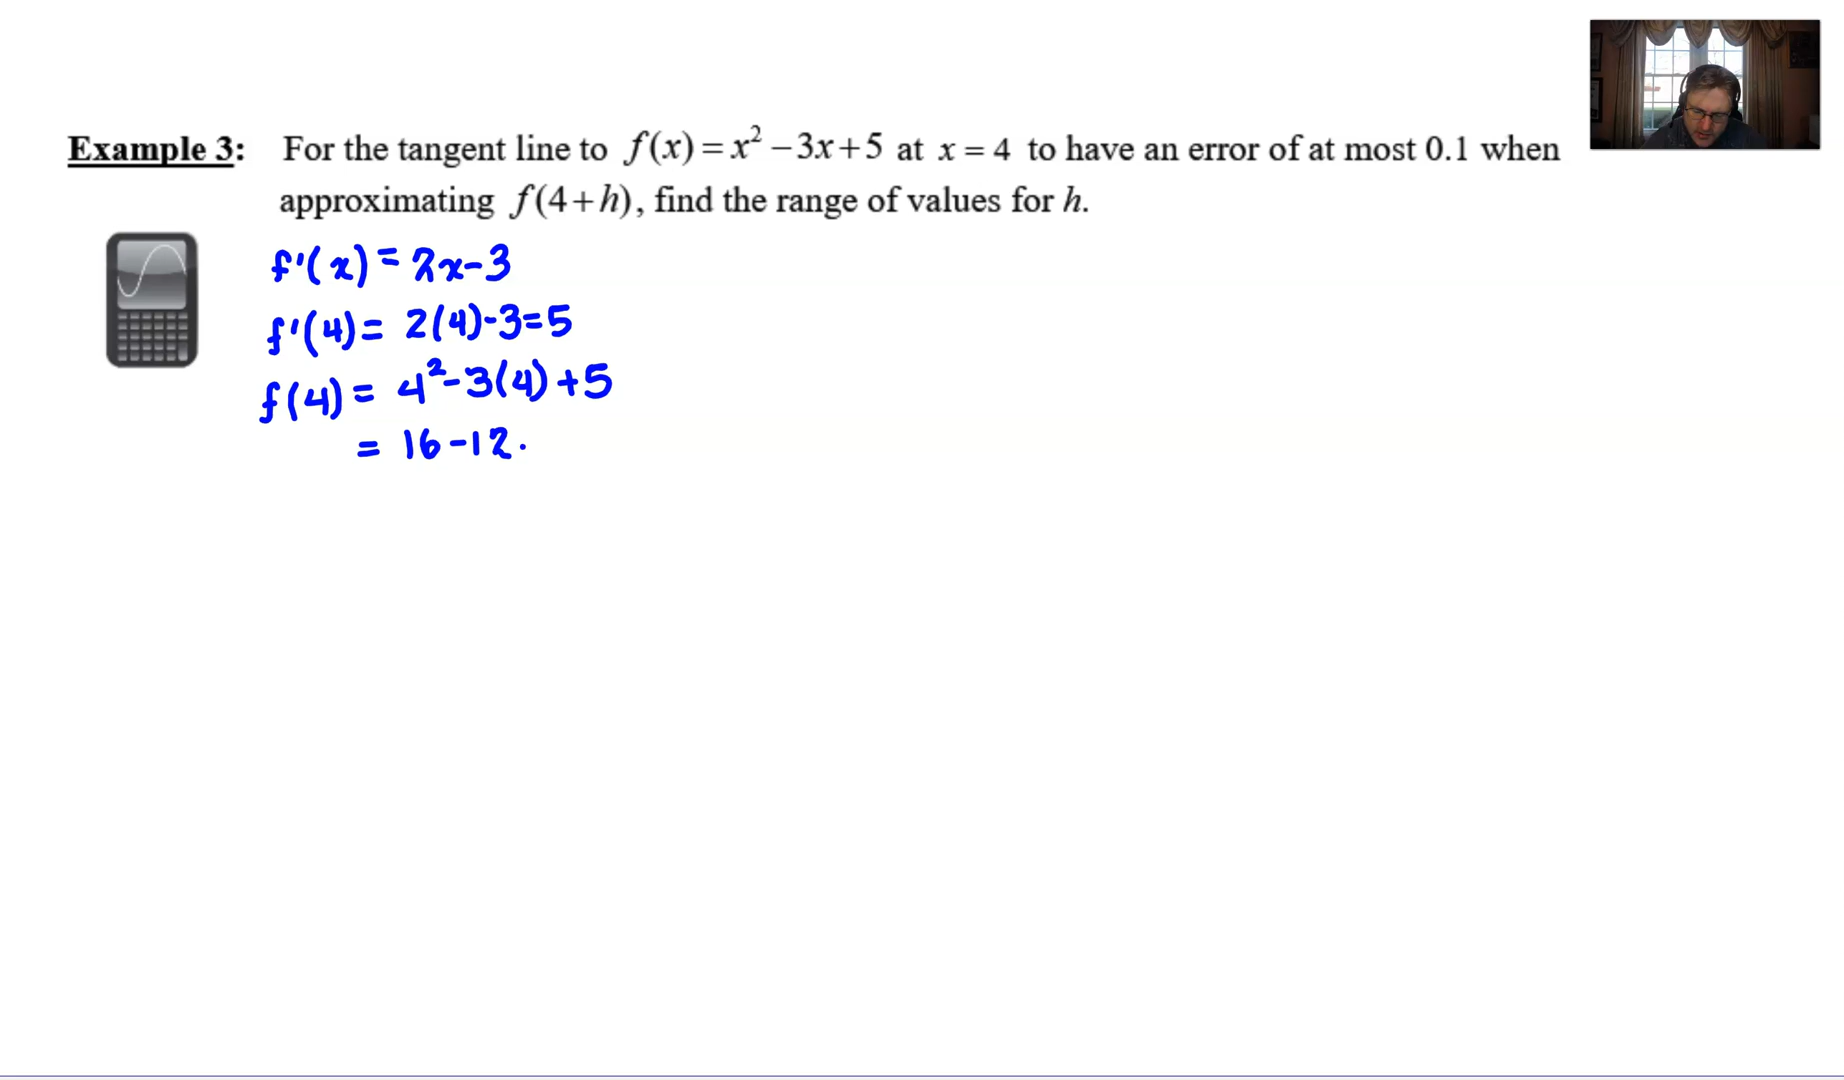 Example 3: For the tangent line to f(x) = x² − 3x + 5 at x = 4 to have an error of at most 0.1 when
approximating f(4+h), find the range of values for h.
f'(x) = 2x-3
f'(4) = 2(4)-3=5
f(4) = 4²-3(4)+5
= 16-12